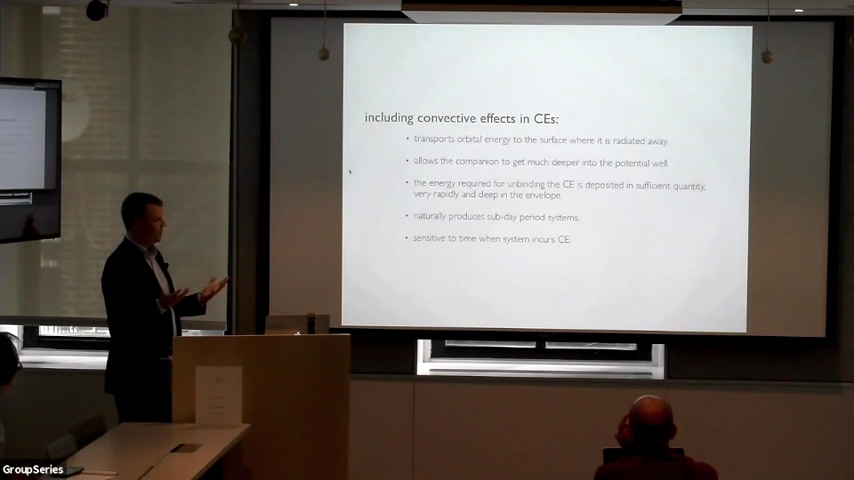 including convective effects in CEs:
• transports orbital energy to the surface where it is radiated away.
• allows the companion to get much deeper into the potential well.
• the energy required for unbinding the CE is deposited in sufficient quantity,
very rapidly and deep in the envelope.
• naturally produces sub-day period systems.
• sensitive to time when system incurs CE.
GroupSeries